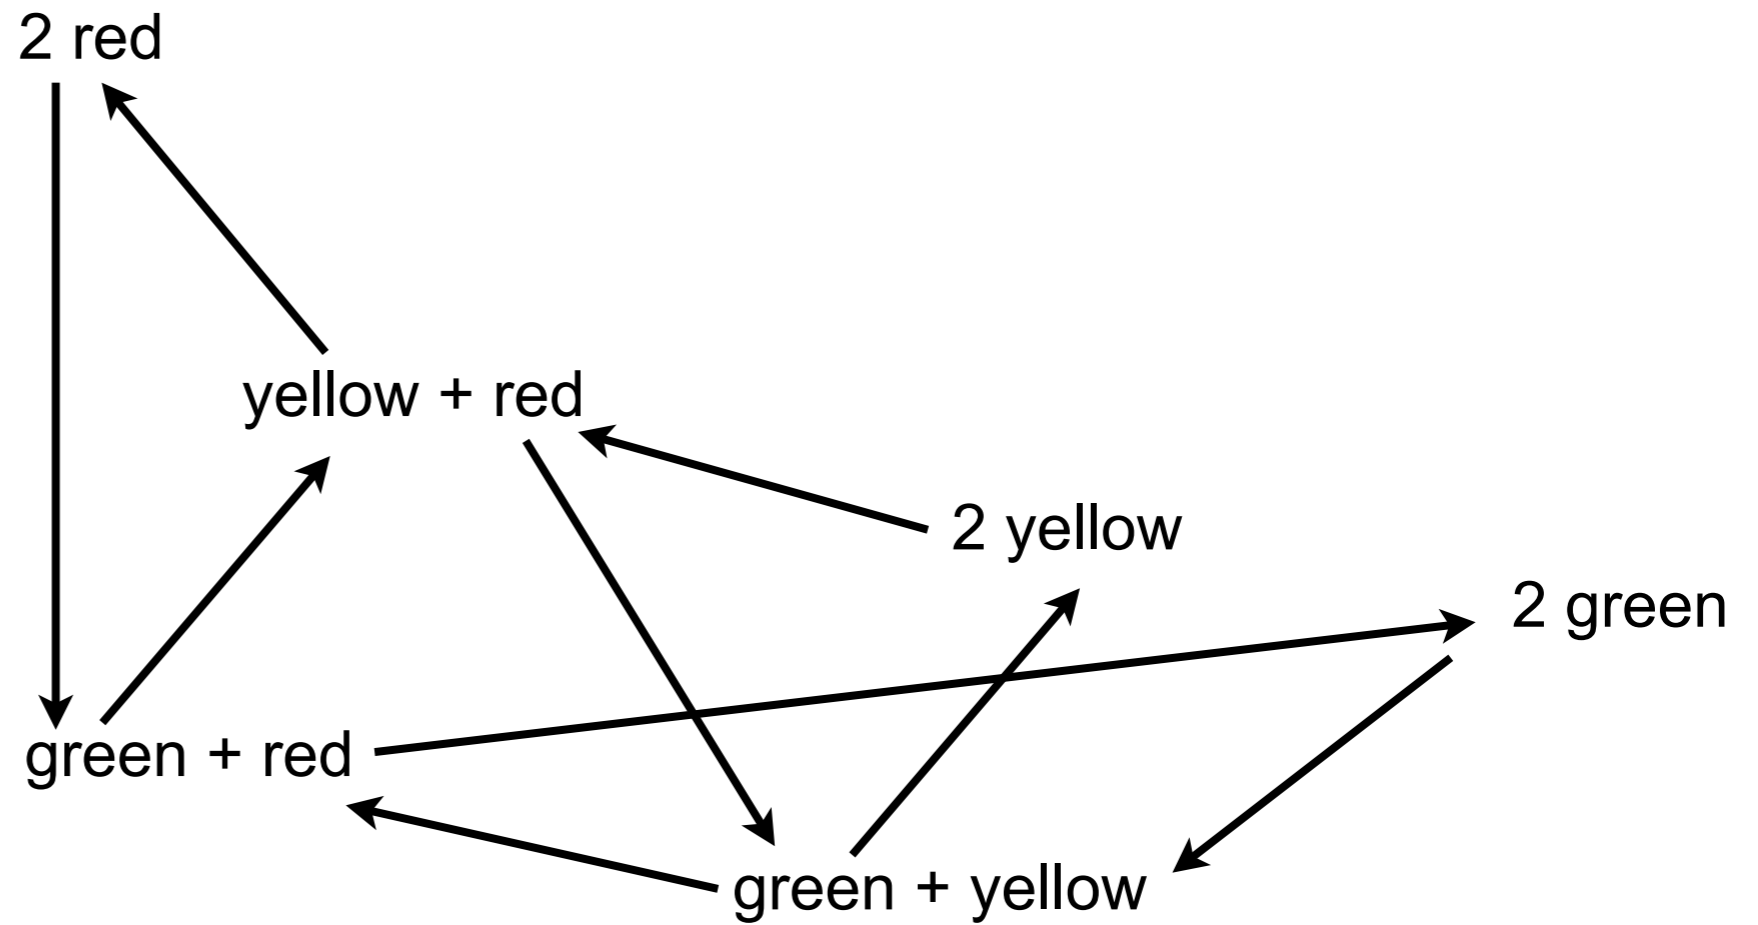 2 red
yellow + red
2 yellow
2 green
green + red
green + yellow